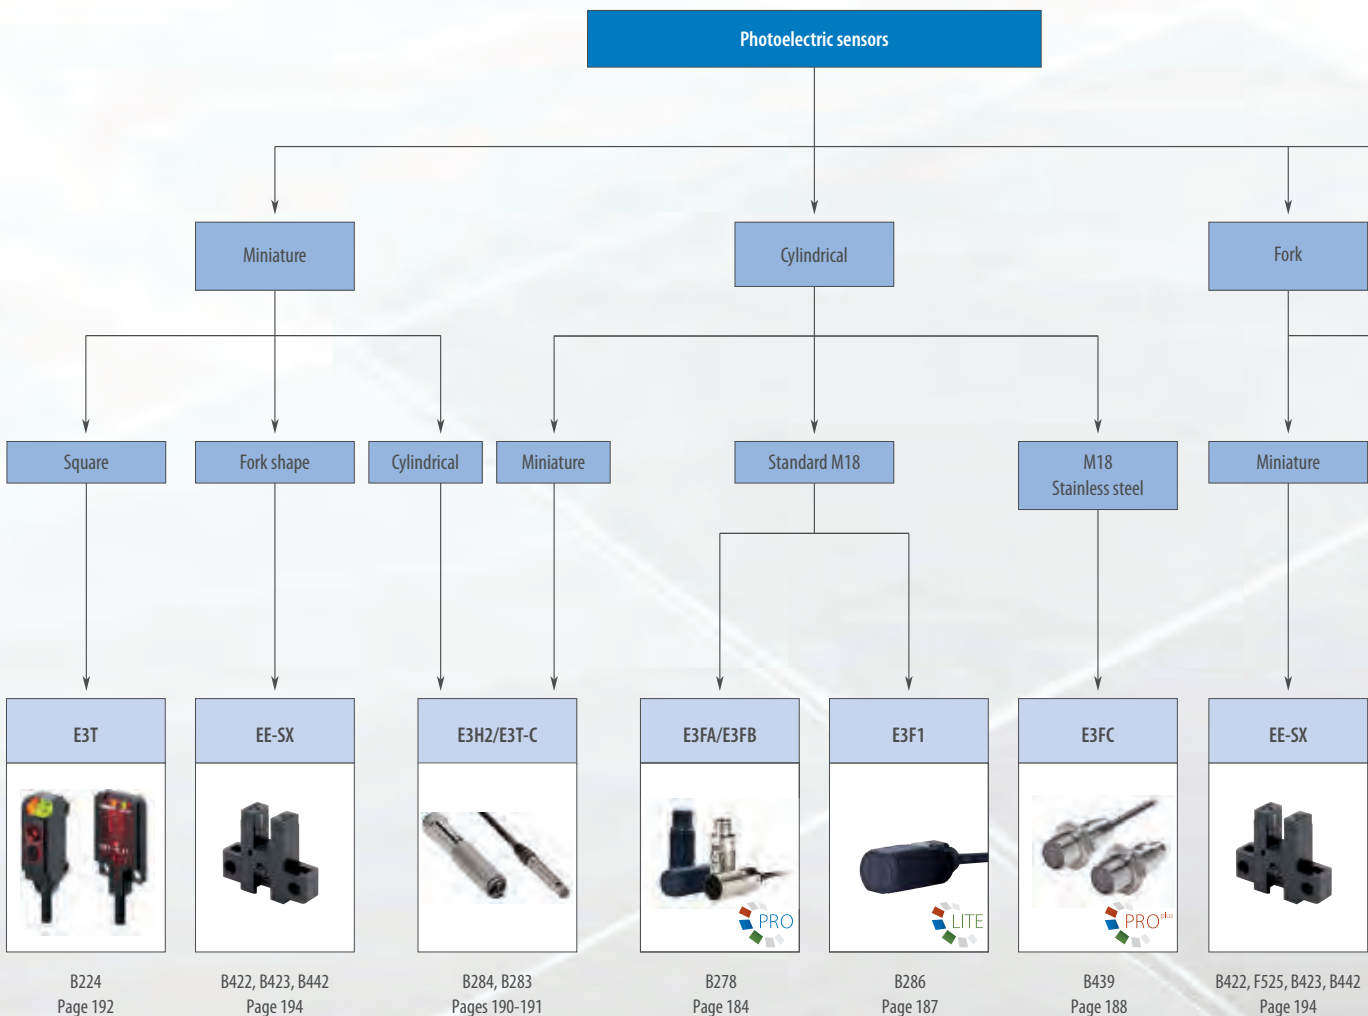 Photoelectric sensors
Miniature
Cylindrical
Fork
Square
Fork shape
Cylindrical
Miniature
Standard M18
M18
Stainless steel
Miniature
E3T
EE-SX
E3H2/E3T-C
E3FA/E3FB
E3F1
E3FC
EE-SX
PRO
LITE
PRO plus
B224
Page 192
B422, B423, B442
Page 194
B284, B283
Pages 190-191
B278
Page 184
B286
Page 187
B439
Page 188
B422, F525, B423, B442
Page 194